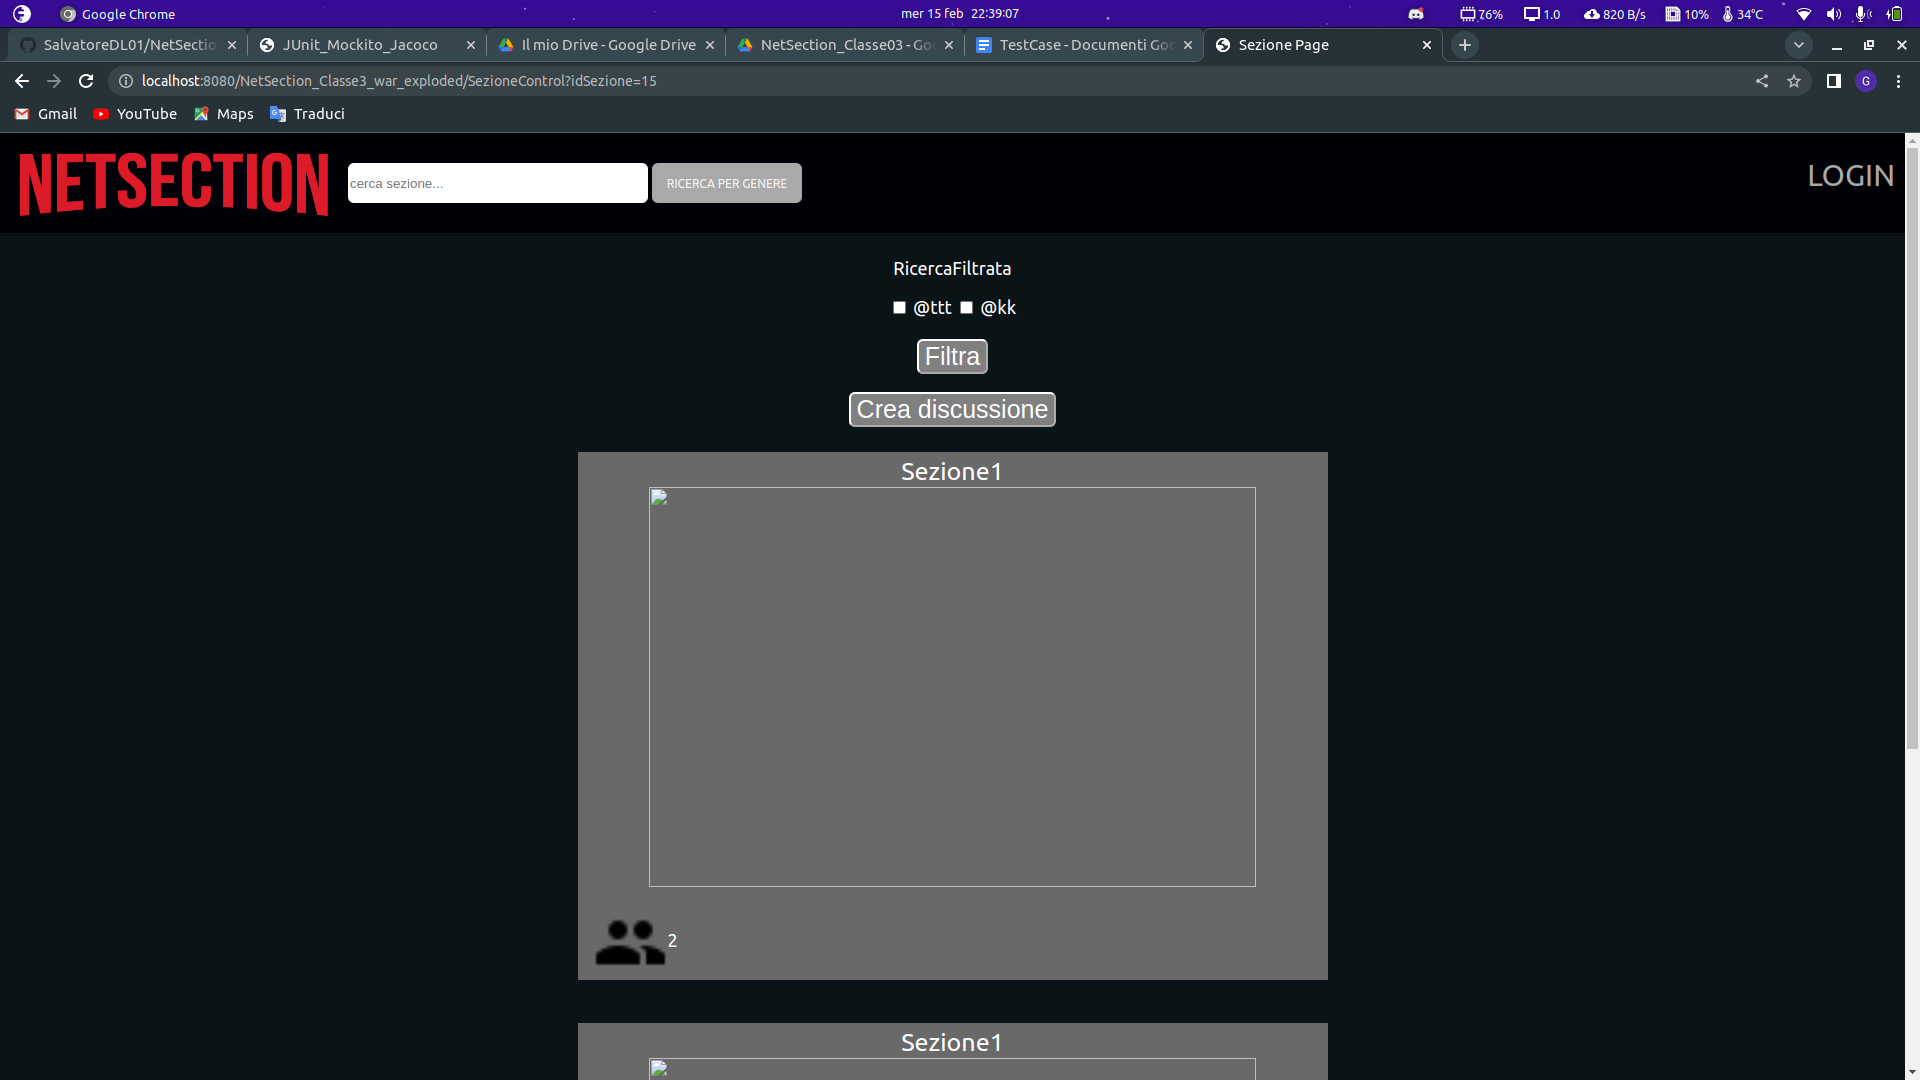 Google Chrome
mer 15 feb 22:39:07
76% 1.0 820 B/s 10% 34°C
SalvatoreDL01/NetSectio
JUnit_Mockito_Jacoco
Il mio Drive - Google Drive
NetSection_Classe03 - Go
TestCase - Documenti Goo
Sezione Page
localhost:8080/NetSection_Classe3_war_exploded/SezioneControl?idSezione=15
G
Gmail YouTube Maps Traduci
NETSECTION
cerca sezione...
RICERCA PER GENERE
LOGIN
RicercaFiltrata
@ttt @kk
Filtra
Crea discussione
Sezione1
2
Sezione1